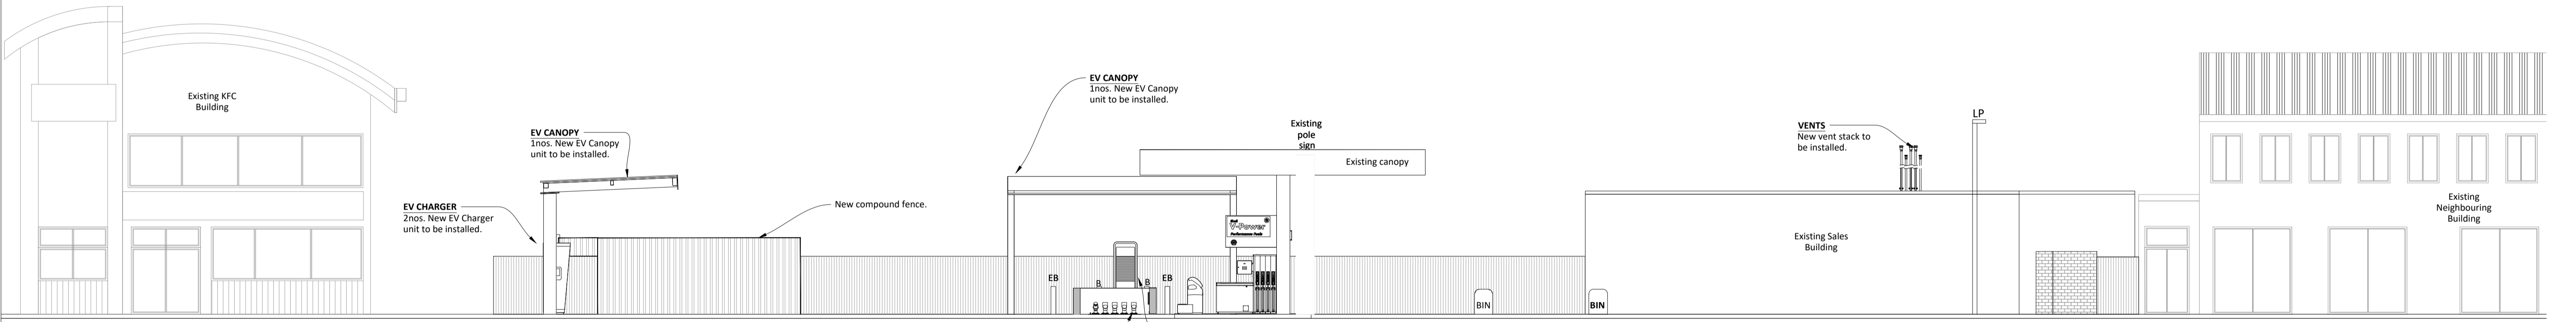 Existing KFC
Building
EV CANOPY
1nos. New EV Canopy
unit to be installed.
EV CHARGER
2nos. New EV Charger
unit to be installed.
New compound fence.
EV CANOPY
1nos. New EV Canopy
unit to be installed.
Existing
pole
sign
Existing canopy
Shell
V-Power
Performance Fuels
EB
B
B
EB
BIN
BIN
Existing Sales
Building
VENTS
New vent stack to
be installed.
LP
Existing
Neighbouring
Building